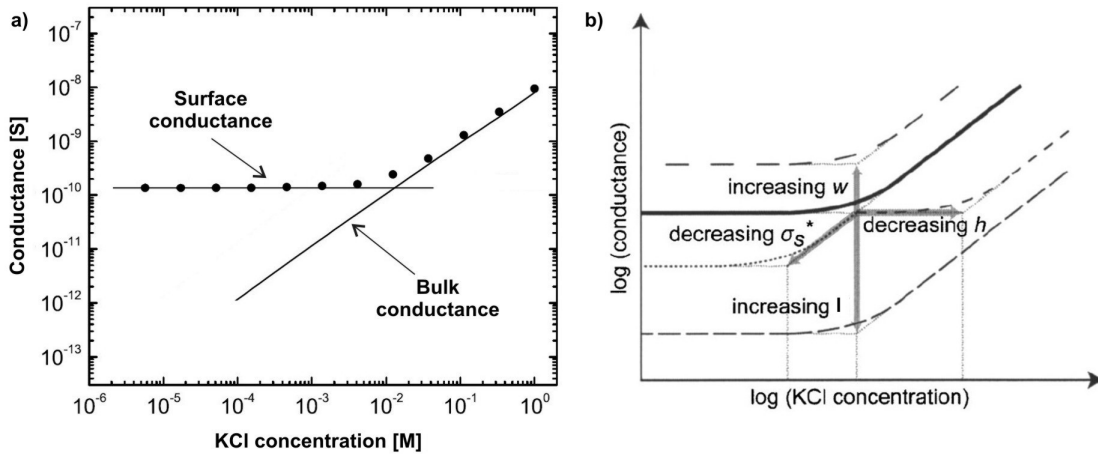 a)
Conductance [S]
10⁻⁸
10⁻⁷
10⁻⁹
10⁻¹⁰
10⁻¹¹
10⁻¹²
10⁻¹³
Surface
conductance
Bulk
conductance
10⁻⁶
10⁻⁵
10⁻⁴
10⁻³
10⁻²
10⁻¹
10⁰
KCl concentration [M]
b)
log (conductance)
increasing w
decreasing σₛ*
decreasing h
increasing l
log (KCl concentration)